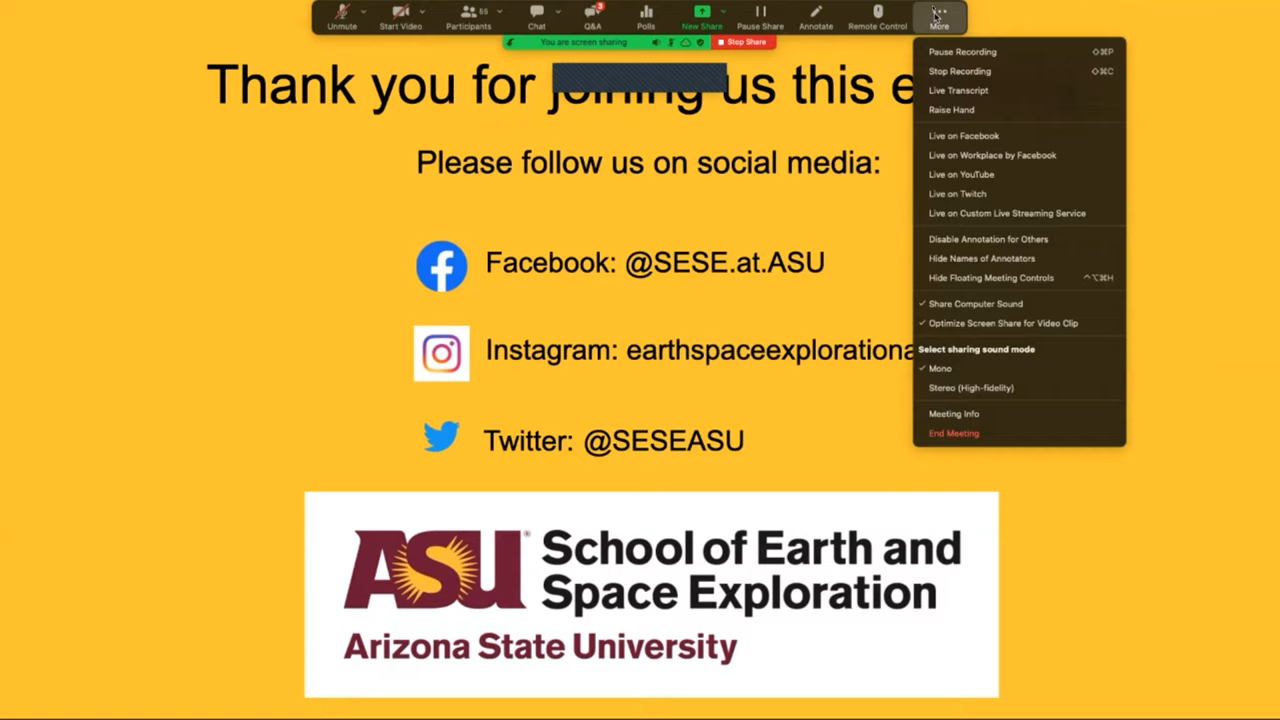 Unmute Start Video Participants 55 Chat Q&A 3 Polls New Share Pause Share Annotate Remote Control More
You are screen sharing Stop Share
Thank you for joining us this e
Please follow us on social media:
Facebook: @SESE.at.ASU
Instagram: earthspaceexplorationa
Twitter: @SESEASU
ASU School of Earth and
Space Exploration
Arizona State University
Pause Recording ⇧⌘P
Stop Recording ⇧⌘C
Live Transcript
Raise Hand
Live on Facebook
Live on Workplace by Facebook
Live on YouTube
Live on Twitch
Live on Custom Live Streaming Service
Disable Annotation for Others
Hide Names of Annotators
Hide Floating Meeting Controls ^⌥⌘H
Share Computer Sound
Optimize Screen Share for Video Clip
Select sharing sound mode
Mono
Stereo (High-fidelity)
Meeting Info
End Meeting